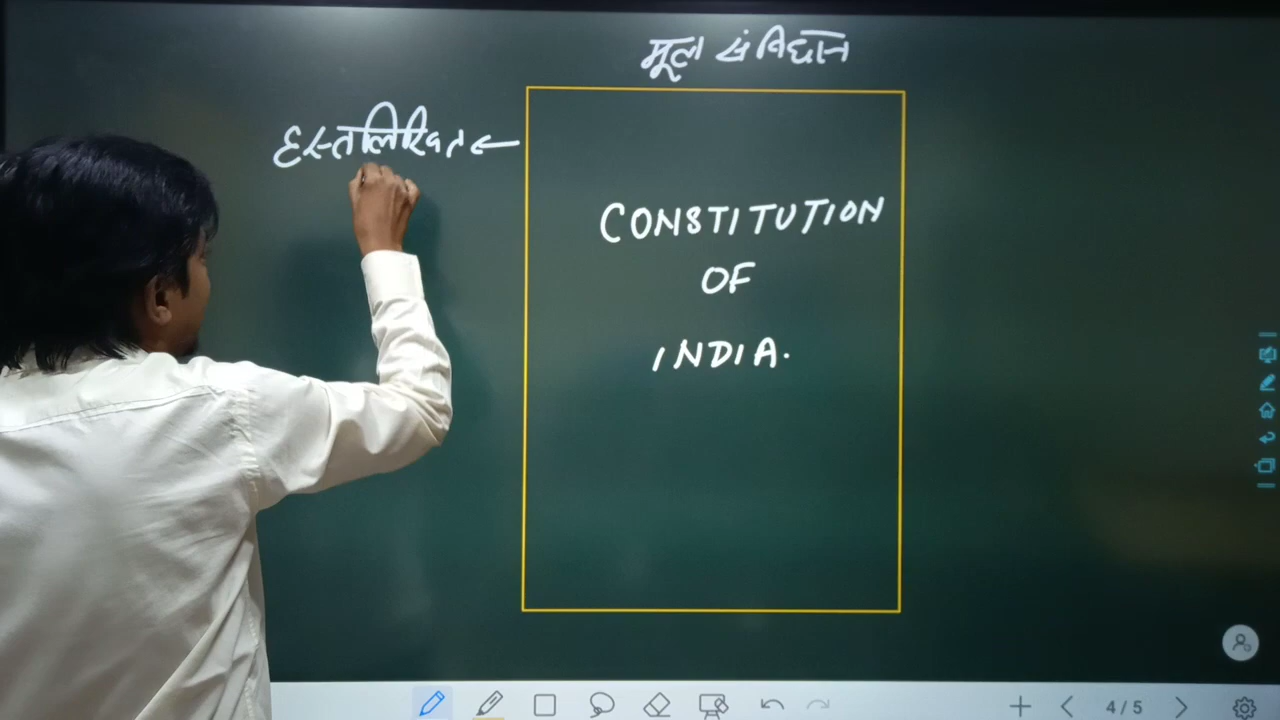 मूल संविधान
हस्तलिखित ←
CONSTITUTION
OF
INDIA.
4/5